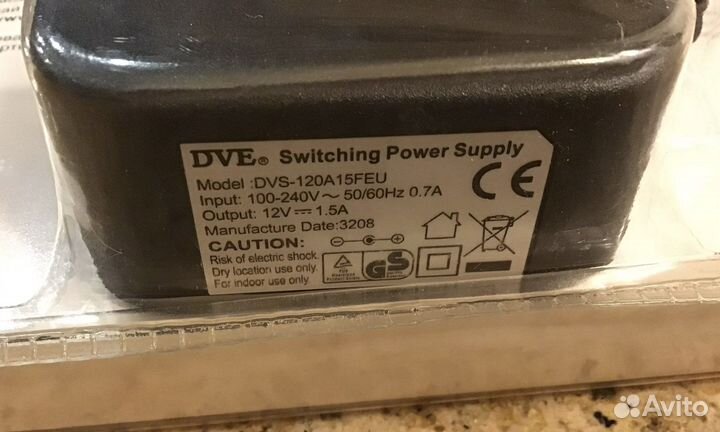 DVE® Switching Power Supply
Model :DVS-120A15FEU
Input: 100-240V～ 50/60Hz 0.7A
Output: 12V⎓ 1.5A
Manufacture Date:3208
CAUTION:
Risk of electric shock.
Dry location use only.
For indoor use only.
CE
GS
Avito